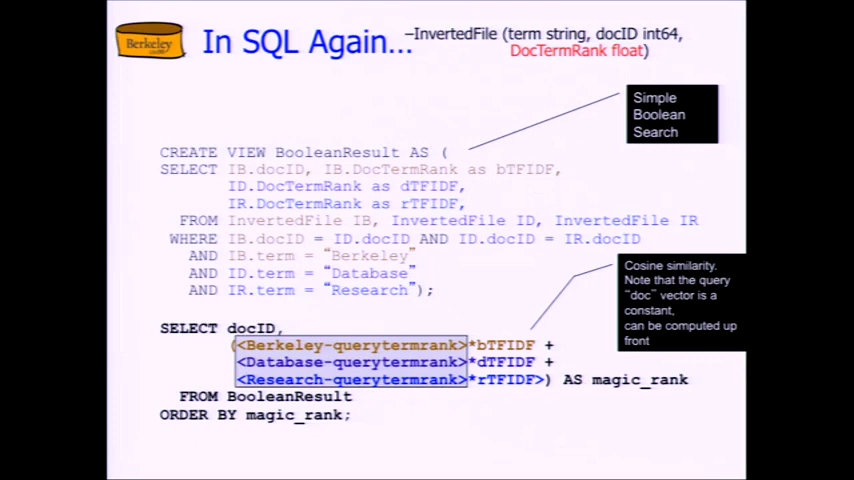 Berkeley
In SQL Again...
–InvertedFile (term string, docID int64,
DocTermRank float)
Simple
Boolean
Search
CREATE VIEW BooleanResult AS (
SELECT IB.docID, IB.DocTermRank as bTFIDF,
ID.DocTermRank as dTFIDF,
IR.DocTermRank as rTFIDF,
FROM InvertedFile IB, InvertedFile ID, InvertedFile IR
WHERE IB.docID = ID.docID AND ID.docID = IR.docID
AND IB.term = “Berkeley”
AND ID.term = “Database”
AND IR.term = “Research”);
Cosine similarity.
Note that the query
“doc” vector is a
constant,
can be computed up
front
SELECT docID,
(<Berkeley-querytermrank>*bTFIDF +
<Database-querytermrank>*dTFIDF +
<Research-querytermrank>*rTFIDF>) AS magic_rank
FROM BooleanResult
ORDER BY magic_rank;